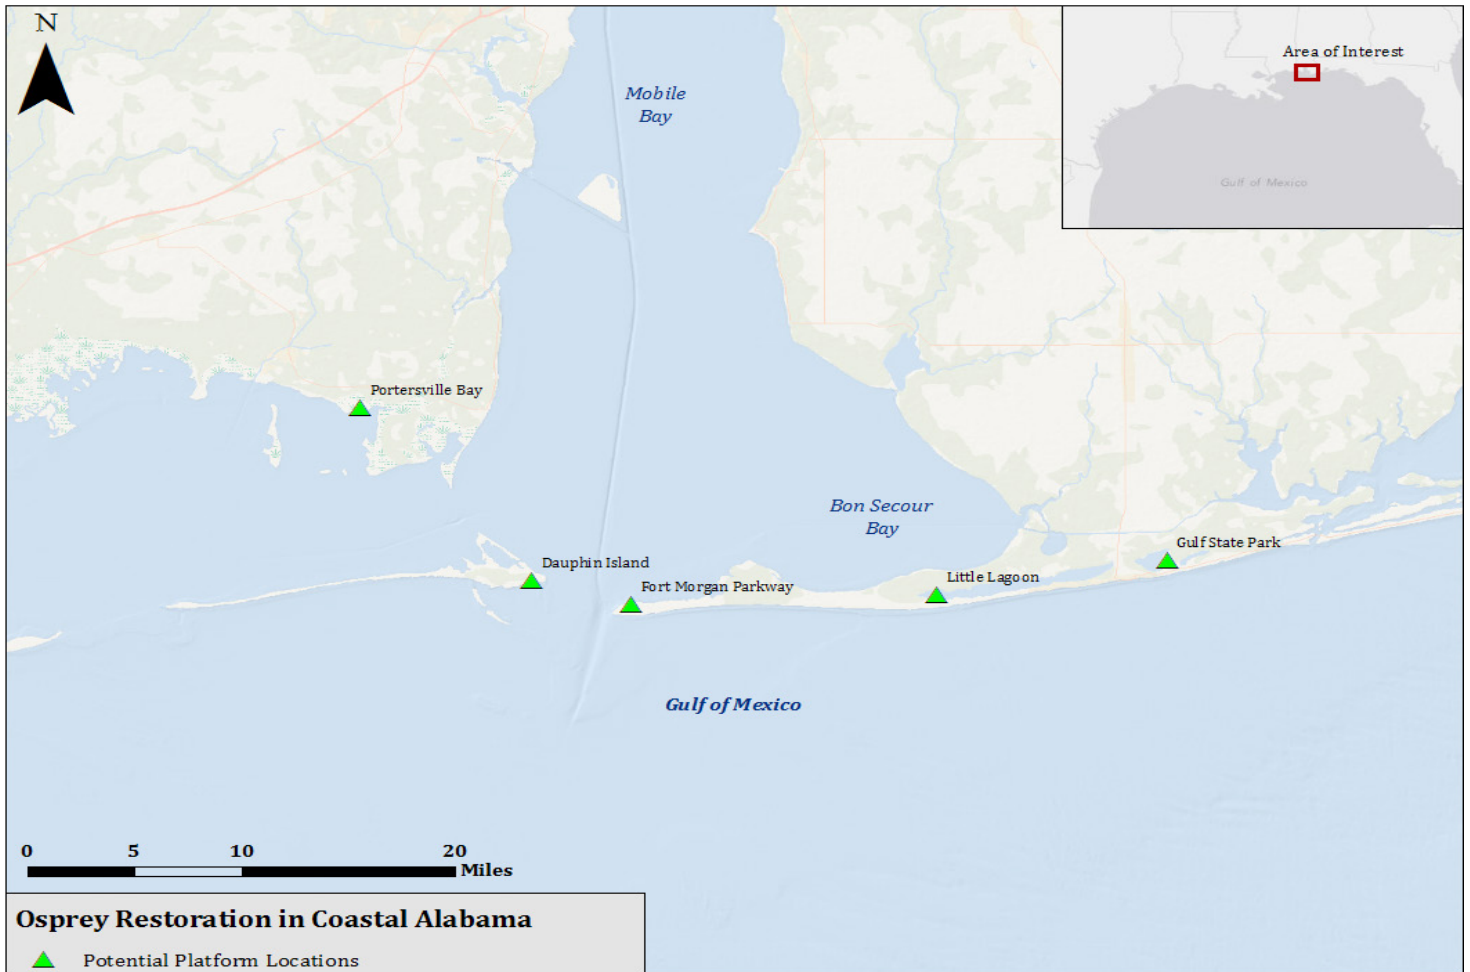 N
Area of Interest
Gulf of Mexico
Mobile
Bay
Portersville Bay
Bon Secour
Bay
Gulf State Park
Dauphin Island
Little Lagoon
Fort Morgan Parkway
Gulf of Mexico
0 5 10 20
Miles
Osprey Restoration in Coastal Alabama
Potential Platform Locations